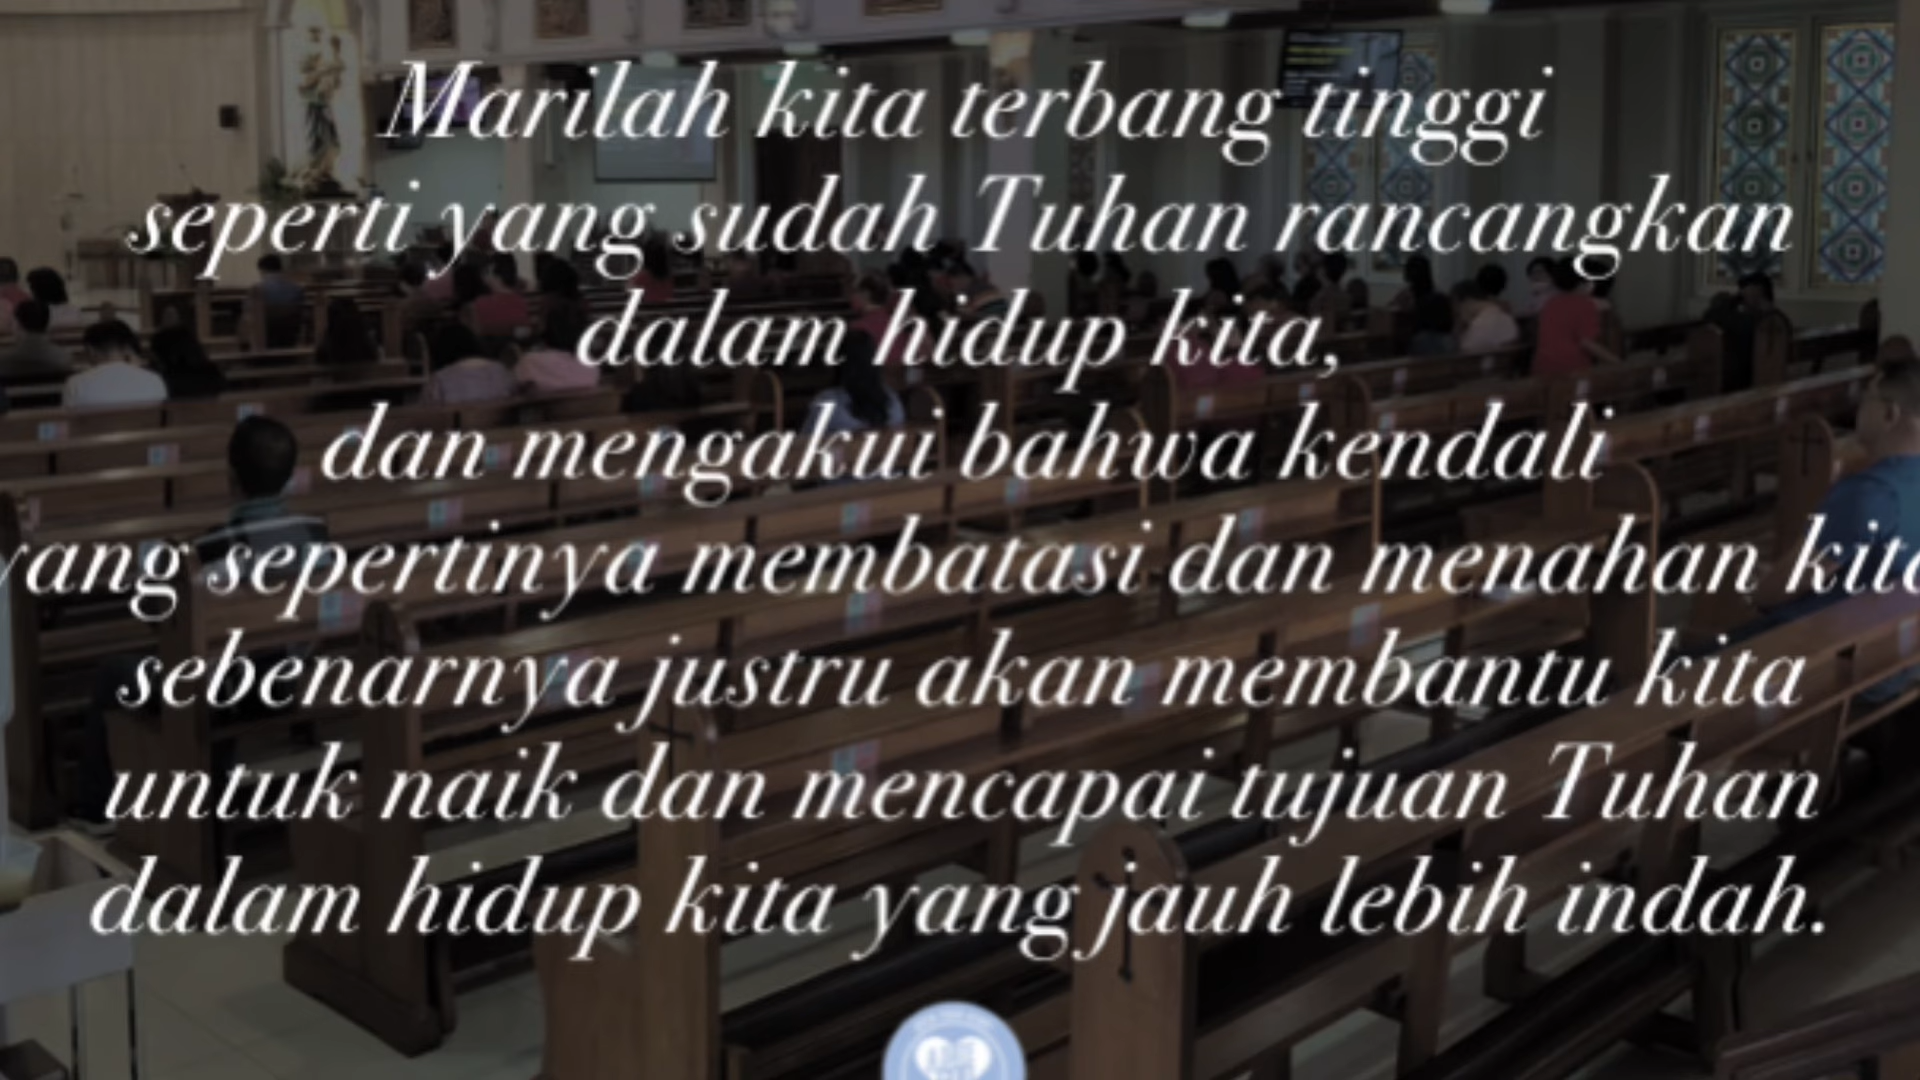 Marilah kita terbang tinggi
seperti yang sudah Tuhan rancangkan
dalam hidup kita,
dan mengakui bahwa kendali
yang sepertinya membatasi dan menahan kita
sebenarnya justru akan membantu kita
untuk naik dan mencapai tujuan Tuhan
dalam hidup kita yang jauh lebih indah.